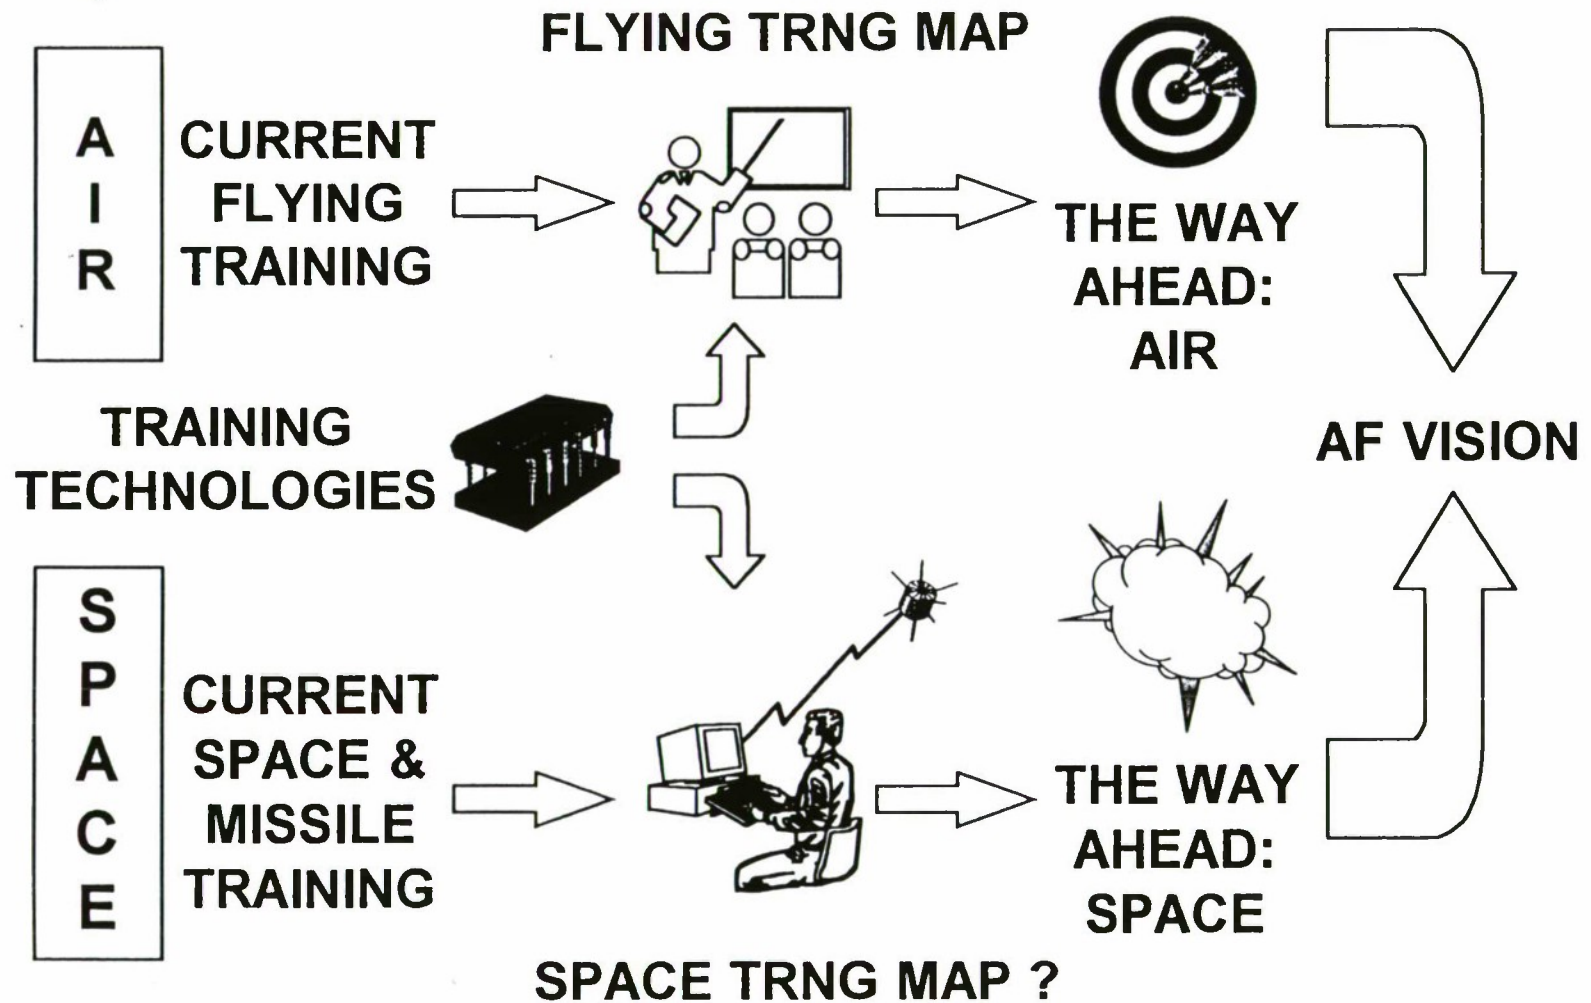 FLYING TRNG MAP
A
I
R
CURRENT
FLYING
TRAINING
THE WAY
AHEAD:
AIR
TRAINING
TECHNOLOGIES
AF VISION
S
P
A
C
E
CURRENT
SPACE &
MISSILE
TRAINING
THE WAY
AHEAD:
SPACE
SPACE TRNG MAP ?